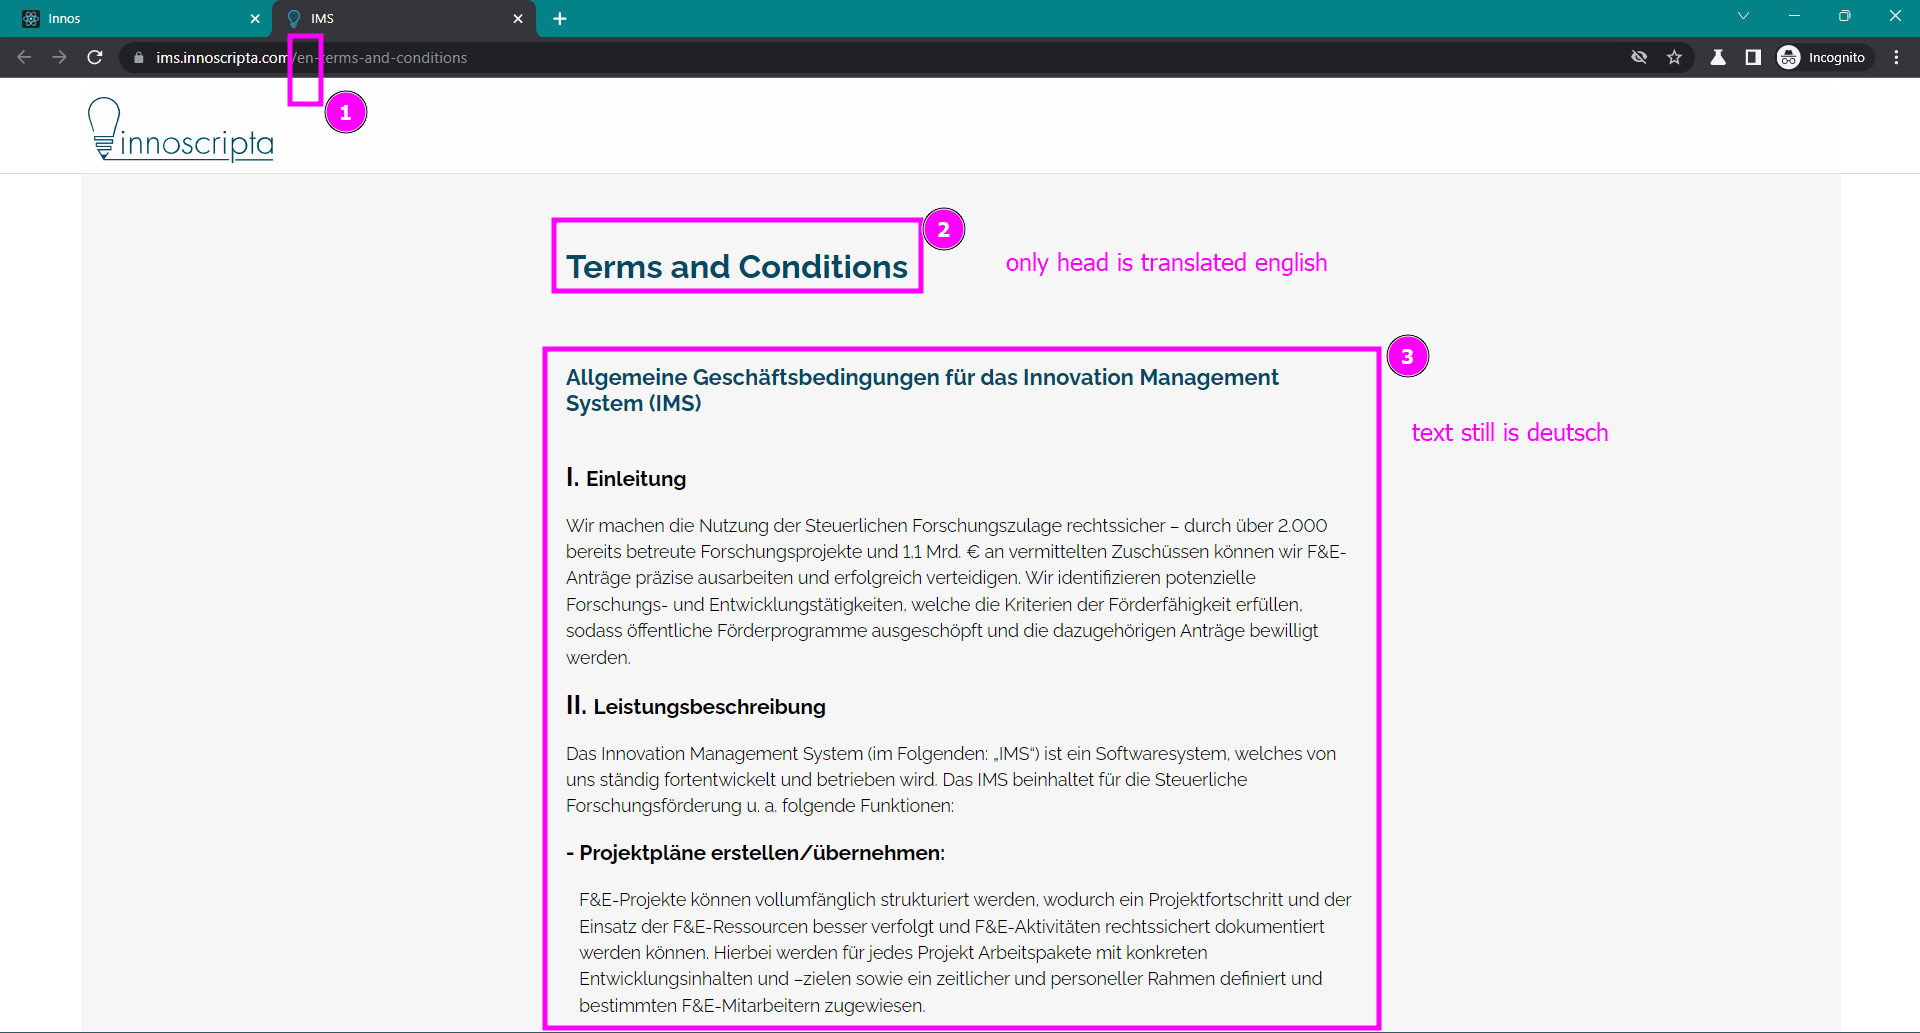 Innos
IMS
ims.innoscripta.com/en-terms-and-conditions
Incognito
1
innoscripta
2
Terms and Conditions
only head is translated english
3
Allgemeine Geschäftsbedingungen für das Innovation Management
System (IMS)
text still is deutsch
I. Einleitung
Wir machen die Nutzung der Steuerlichen Forschungszulage rechtssicher – durch über 2.000
bereits betreute Forschungsprojekte und 1,1 Mrd. € an vermittelten Zuschüssen können wir F&E-
Anträge präzise ausarbeiten und erfolgreich verteidigen. Wir identifizieren potenzielle
Forschungs- und Entwicklungstätigkeiten, welche die Kriterien der Förderfähigkeit erfüllen,
sodass öffentliche Förderprogramme ausgeschöpft und die dazugehörigen Anträge bewilligt
werden.
II. Leistungsbeschreibung
Das Innovation Management System (im Folgenden: „IMS“) ist ein Softwaresystem, welches von
uns ständig fortentwickelt und betrieben wird. Das IMS beinhaltet für die Steuerliche
Forschungsförderung u. a. folgende Funktionen:
- Projektpläne erstellen/übernehmen:
F&E-Projekte können vollumfänglich strukturiert werden, wodurch ein Projektfortschritt und der
Einsatz der F&E-Ressourcen besser verfolgt und F&E-Aktivitäten rechtssichert dokumentiert
werden können. Hierbei werden für jedes Projekt Arbeitspakete mit konkreten
Entwicklungsinhalten und –zielen sowie ein zeitlicher und personeller Rahmen definiert und
bestimmten F&E-Mitarbeitern zugewiesen.